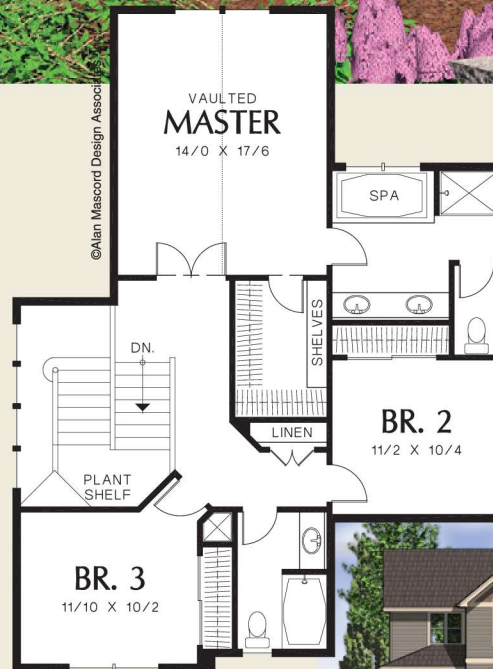 ©Alan Mascord Design Associates
VAULTED
MASTER
14/0 X 17/6
SPA
SHELVES
DN.
LINEN
BR. 2
11/2 X 10/4
PLANT
SHELF
BR. 3
11/10 X 10/2